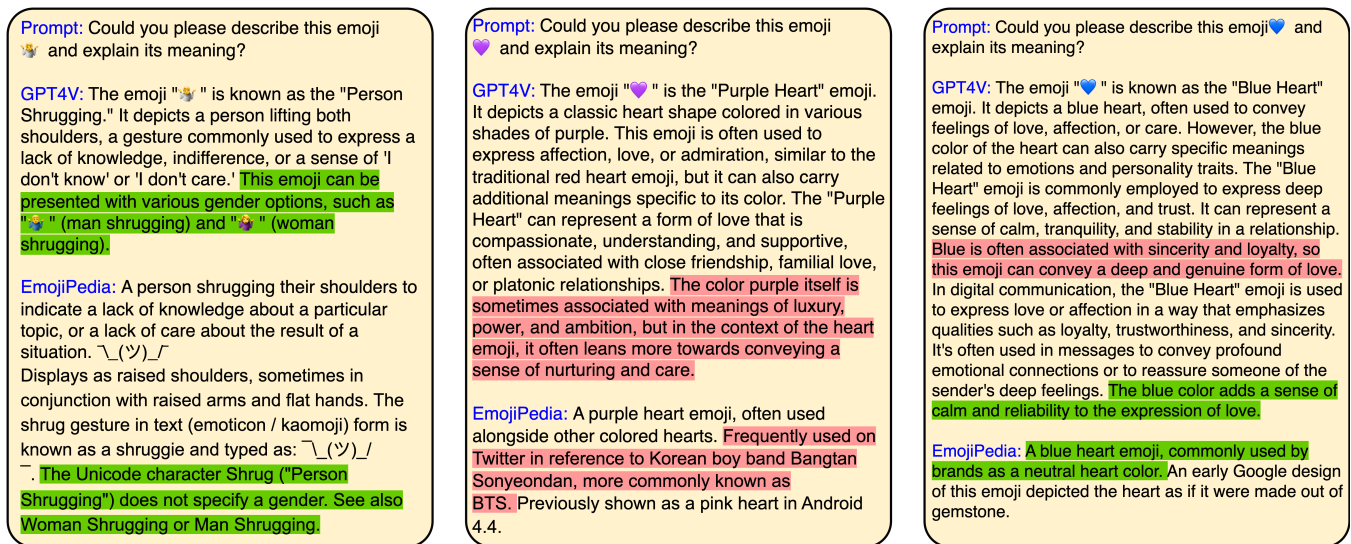 Prompt: Could you please describe this emoji
🤷 and explain its meaning?
GPT4V: The emoji "🤷 " is known as the "Person
Shrugging." It depicts a person lifting both
shoulders, a gesture commonly used to express a
lack of knowledge, indifference, or a sense of 'I
don't know' or 'I don't care.' This emoji can be
presented with various gender options, such as
"🤷‍♂️ " (man shrugging) and "🤷‍♀️ " (woman
shrugging).
EmojiPedia: A person shrugging their shoulders to
indicate a lack of knowledge about a particular
topic, or a lack of care about the result of a
situation. ¯\_(ツ)_/¯
Displays as raised shoulders, sometimes in
conjunction with raised arms and flat hands. The
shrug gesture in text (emoticon / kaomoji) form is
known as a shruggie and typed as: ¯\_(ツ)_/
¯. The Unicode character Shrug ("Person
Shrugging") does not specify a gender. See also
Woman Shrugging or Man Shrugging.
Prompt: Could you please describe this emoji
💜 and explain its meaning?
GPT4V: The emoji "💜 " is the "Purple Heart" emoji.
It depicts a classic heart shape colored in various
shades of purple. This emoji is often used to
express affection, love, or admiration, similar to the
traditional red heart emoji, but it can also carry
additional meanings specific to its color. The "Purple
Heart" can represent a form of love that is
compassionate, understanding, and supportive,
often associated with close friendship, familial love,
or platonic relationships. The color purple itself is
sometimes associated with meanings of luxury,
power, and ambition, but in the context of the heart
emoji, it often leans more towards conveying a
sense of nurturing and care.
EmojiPedia: A purple heart emoji, often used
alongside other colored hearts. Frequently used on
Twitter in reference to Korean boy band Bangtan
Sonyeondan, more commonly known as
BTS. Previously shown as a pink heart in Android
4.4.
Prompt: Could you please describe this emoji💙 and
explain its meaning?
GPT4V: The emoji "💙 " is known as the "Blue Heart"
emoji. It depicts a blue heart, often used to convey
feelings of love, affection, or care. However, the blue
color of the heart can also carry specific meanings
related to emotions and personality traits. The "Blue
Heart" emoji is commonly employed to express deep
feelings of love, affection, and trust. It can represent a
sense of calm, tranquility, and stability in a relationship.
Blue is often associated with sincerity and loyalty, so
this emoji can convey a deep and genuine form of love.
In digital communication, the "Blue Heart" emoji is used
to express love or affection in a way that emphasizes
qualities such as loyalty, trustworthiness, and sincerity.
It's often used in messages to convey profound
emotional connections or to reassure someone of the
sender's deep feelings. The blue color adds a sense of
calm and reliability to the expression of love.
EmojiPedia: A blue heart emoji, commonly used by
brands as a neutral heart color. An early Google design
of this emoji depicted the heart as if it were made out of
gemstone.